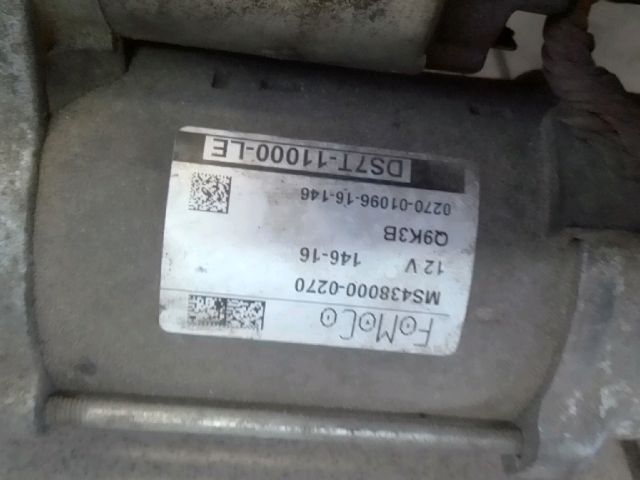 FoMoCo
MS438000-0270
12 V 146-16
Q9K3B
0270-01096-16-146
DS7T-11000-LE